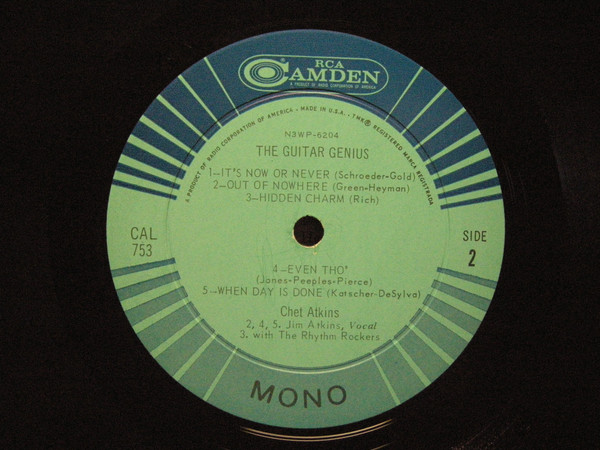 RCA
CAMDEN
A PRODUCT OF RADIO CORPORATION OF AMERICA
A PRODUCT OF RADIO CORPORATION OF AMERICA - MADE IN U.S.A. - TMK(S) ® REGISTERED MARCA REGISTRADA
N3WP-6204
THE GUITAR GENIUS
1-IT'S NOW OR NEVER (Schroeder-Gold)
2-OUT OF NOWHERE (Green-Heyman)
3-HIDDEN CHARM (Rich)
CAL
753
SIDE
2
4-EVEN THO'
(Jones-Peeples-Pierce)
5-WHEN DAY IS DONE (Katscher-DeSylva)
Chet Atkins
2, 4, 5. Jim Atkins, Vocal
3. with The Rhythm Rockers
MONO